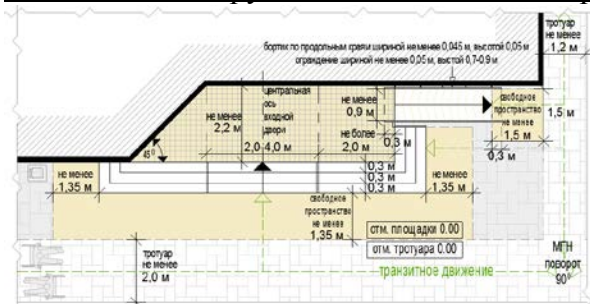 тротуар
не менее
1,2 м
бортик по продольным краям шириной не менее 0,045 м, высотой 0,05 м
ограждение шириной не менее 0,05 м, высотой 0,7-0,9 м
центральная
ось
входной
двери
не менее
0,9 м
свободное
пространство
не менее
1,5 м
1,5 м
не менее
2,2 м
не более
2,0 м
0,3 м
45⁰
2,0-4,0 м
0,3 м
0,3 м
0,3 м
0,3 м
не менее
1,35 м
не менее
1,35 м
свободное
пространство
не менее
1,35 м
отм. площадки 0.00
отм. тротуара 0.00
тротуар
не менее
2,0 м
транзитное движение
МГН
поворот
90⁰